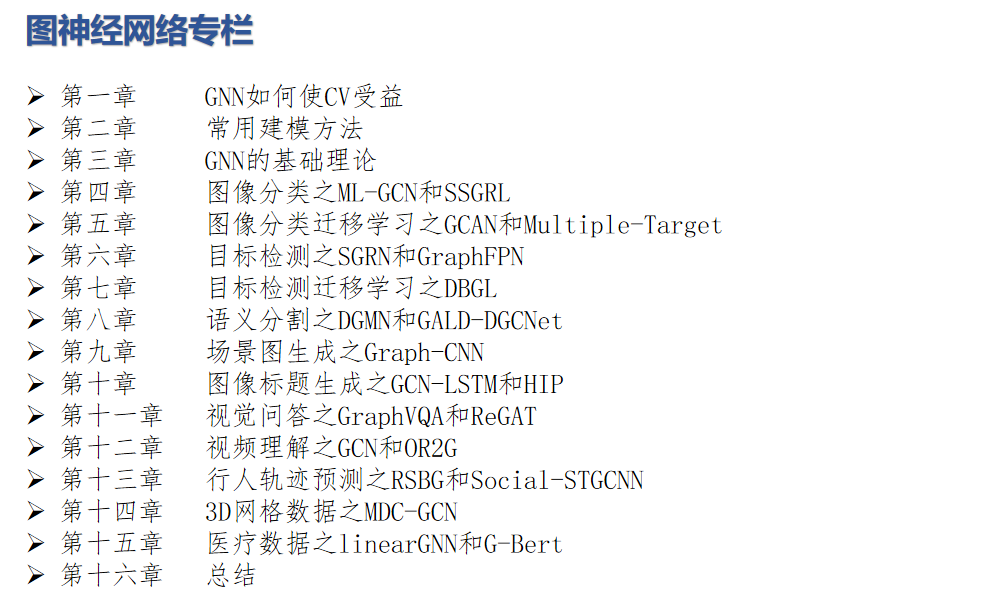 图神经网络专栏
➢ 第一章 GNN如何使CV受益
➢ 第二章 常用建模方法
➢ 第三章 GNN的基础理论
➢ 第四章 图像分类之ML-GCN和SSGRL
➢ 第五章 图像分类迁移学习之GCAN和Multiple-Target
➢ 第六章 目标检测之SGRN和GraphFPN
➢ 第七章 目标检测迁移学习之DBGL
➢ 第八章 语义分割之DGMN和GALD-DGCNet
➢ 第九章 场景图生成之Graph-CNN
➢ 第十章 图像标题生成之GCN-LSTM和HIP
➢ 第十一章 视觉问答之GraphVQA和ReGAT
➢ 第十二章 视频理解之GCN和OR2G
➢ 第十三章 行人轨迹预测之RSBG和Social-STGCNN
➢ 第十四章 3D网格数据之MDC-GCN
➢ 第十五章 医疗数据之linearGNN和G-Bert
➢ 第十六章 总结